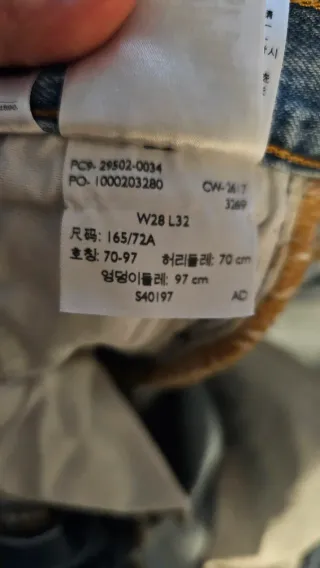 PC9- 29502-0034
PO- 1000203280 CW-
3269
W28 L32
尺码: 165/72A
호칭: 70-97 허리둘레: 70 cm
엉덩이둘레: 97 cm
S40197 AD